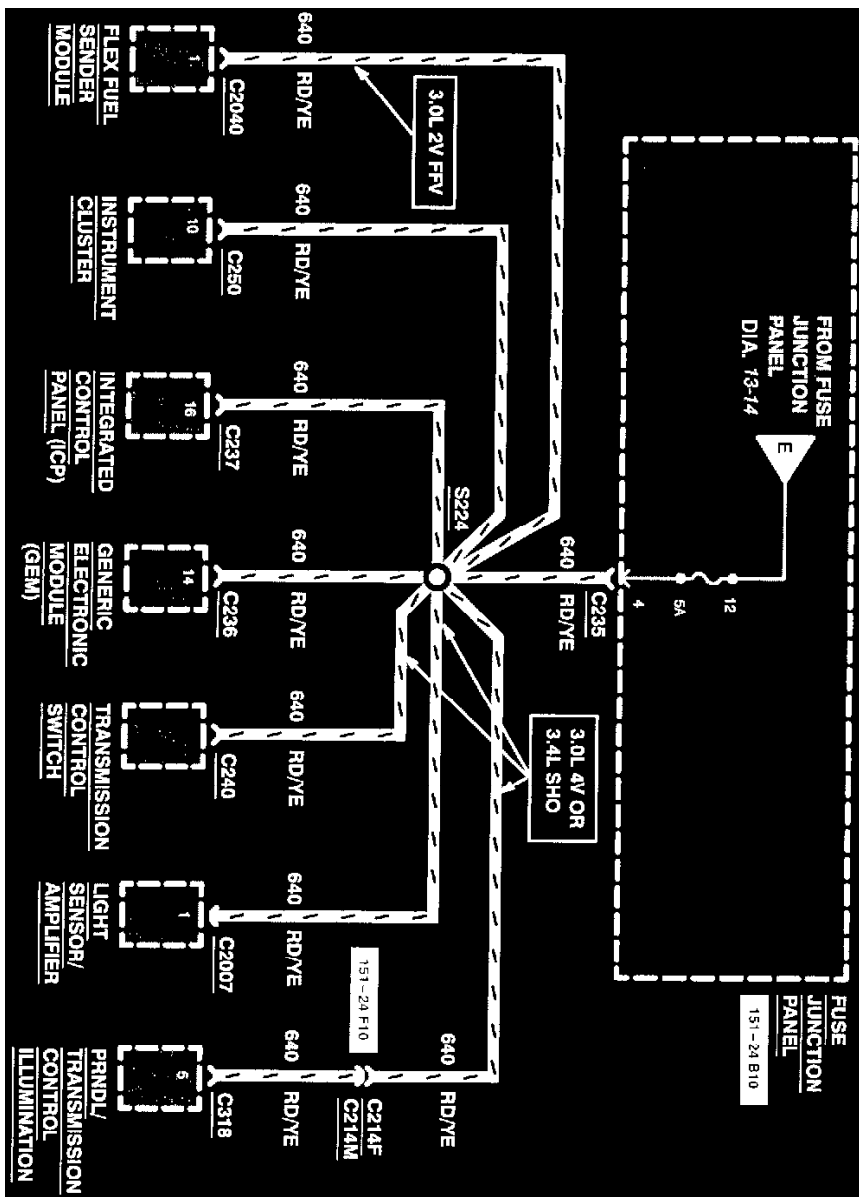 FROM FUSE
JUNCTION
PANEL
DIA. 13-14
E
12
5A
4
C235
640
RD/YE
FUSE
JUNCTION
PANEL
151-24 B10
S224
3.0L 2V FFV
3.0L 4V OR
3.4L SHO
640
RD/YE
C2040
1
FLEX FUEL
SENDER
MODULE
640
RD/YE
C250
10
INSTRUMENT
CLUSTER
640
RD/YE
C237
16
INTEGRATED
CONTROL
PANEL (ICP)
640
RD/YE
C236
14
GENERIC
ELECTRONIC
MODULE
(GEM)
640
RD/YE
C240
TRANSMISSION
CONTROL
SWITCH
640
RD/YE
C2007
1
LIGHT
SENSOR/
AMPLIFIER
640
RD/YE
C214F
C214M
151-24 F10
640
RD/YE
C318
5
PRNDL/
TRANSMISSION
CONTROL
ILLUMINATION